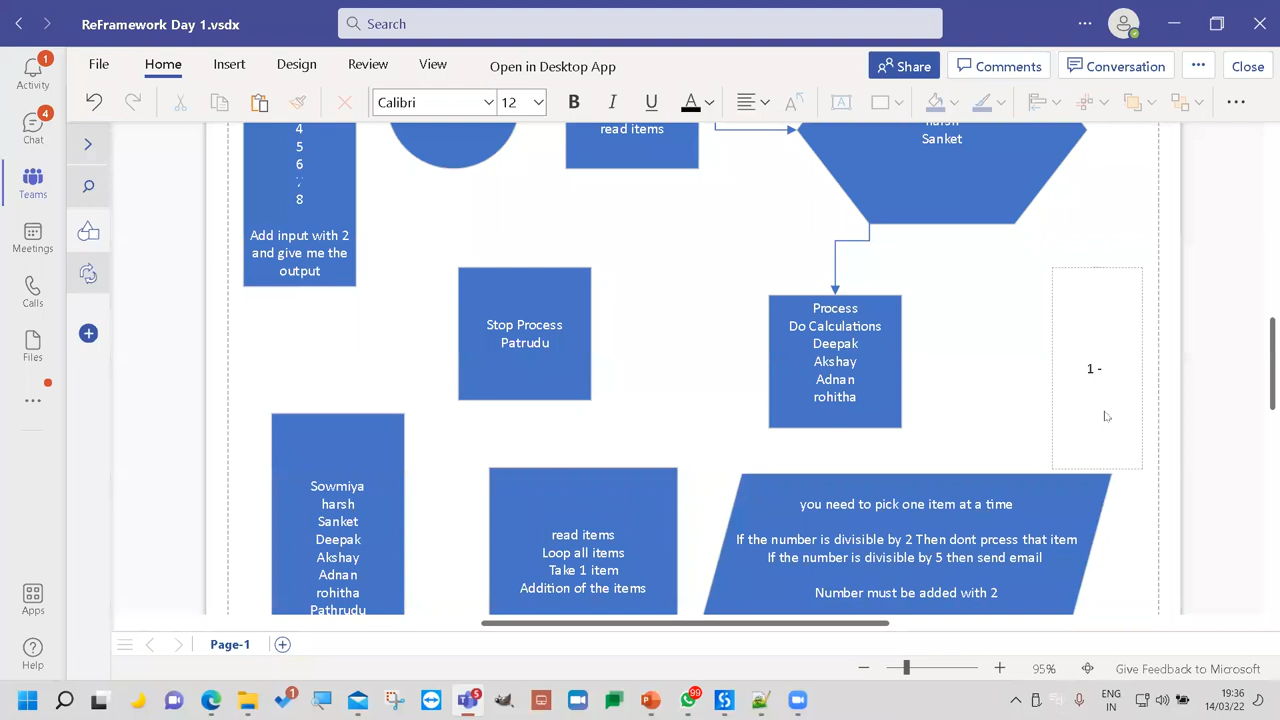 ReFramework Day 1.vsdx
Search
Activity
1
Chat
4
Teams
Meetings
Calls
Files
Apps
Help
File
Home
Insert
Design
Review
View
Open in Desktop App
Share
Comments
Conversation
Close
Calibri
12
B
I
U
A
4
5
6
8
Add input with 2
and give me the
output
read items
Sanket
Stop Process
Patrudu
Process
Do Calculations
Deepak
Akshay
Adnan
rohitha
1 -
Sowmiya
harsh
Sanket
Deepak
Akshay
Adnan
rohitha
Pathrudu
read items
Loop all items
Take 1 item
Addition of the items
you need to pick one item at a time
If the number is divisible by 2 Then dont prcess that item
If the number is divisible by 5 then send email
Number must be added with 2
Page-1
95%
Give Feedback to Microsoft
1
5
99
ENG
IN
19:36
14/03/22